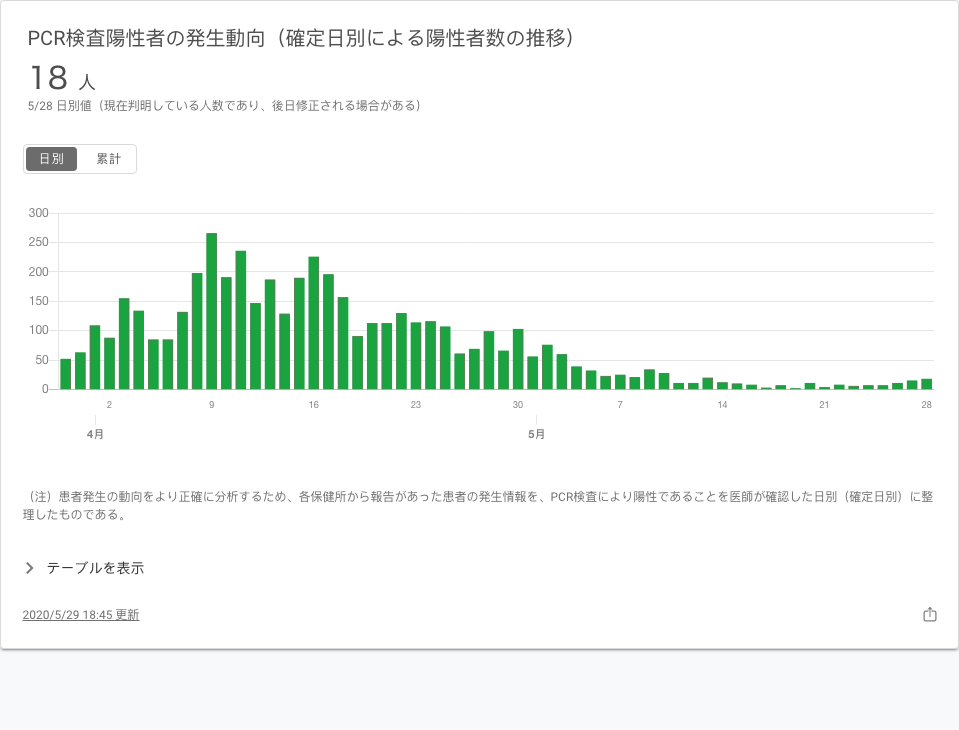 PCR検査陽性者の発生動向（確定日別による陽性者数の推移）
18 人
5/28 日別値（現在判明している人数であり、後日修正される場合がある）
日別 累計
300
250
200
150
100
50
0
2 9 16 23 30 7 14 21 28
4月 5月
（注）患者発生の動向をより正確に分析するため、各保健所から報告があった患者の発生情報を、PCR検査により陽性であることを医師が確認した日別（確定日別）に整
理したものである。
テーブルを表示
2020/5/29 18:45 更新